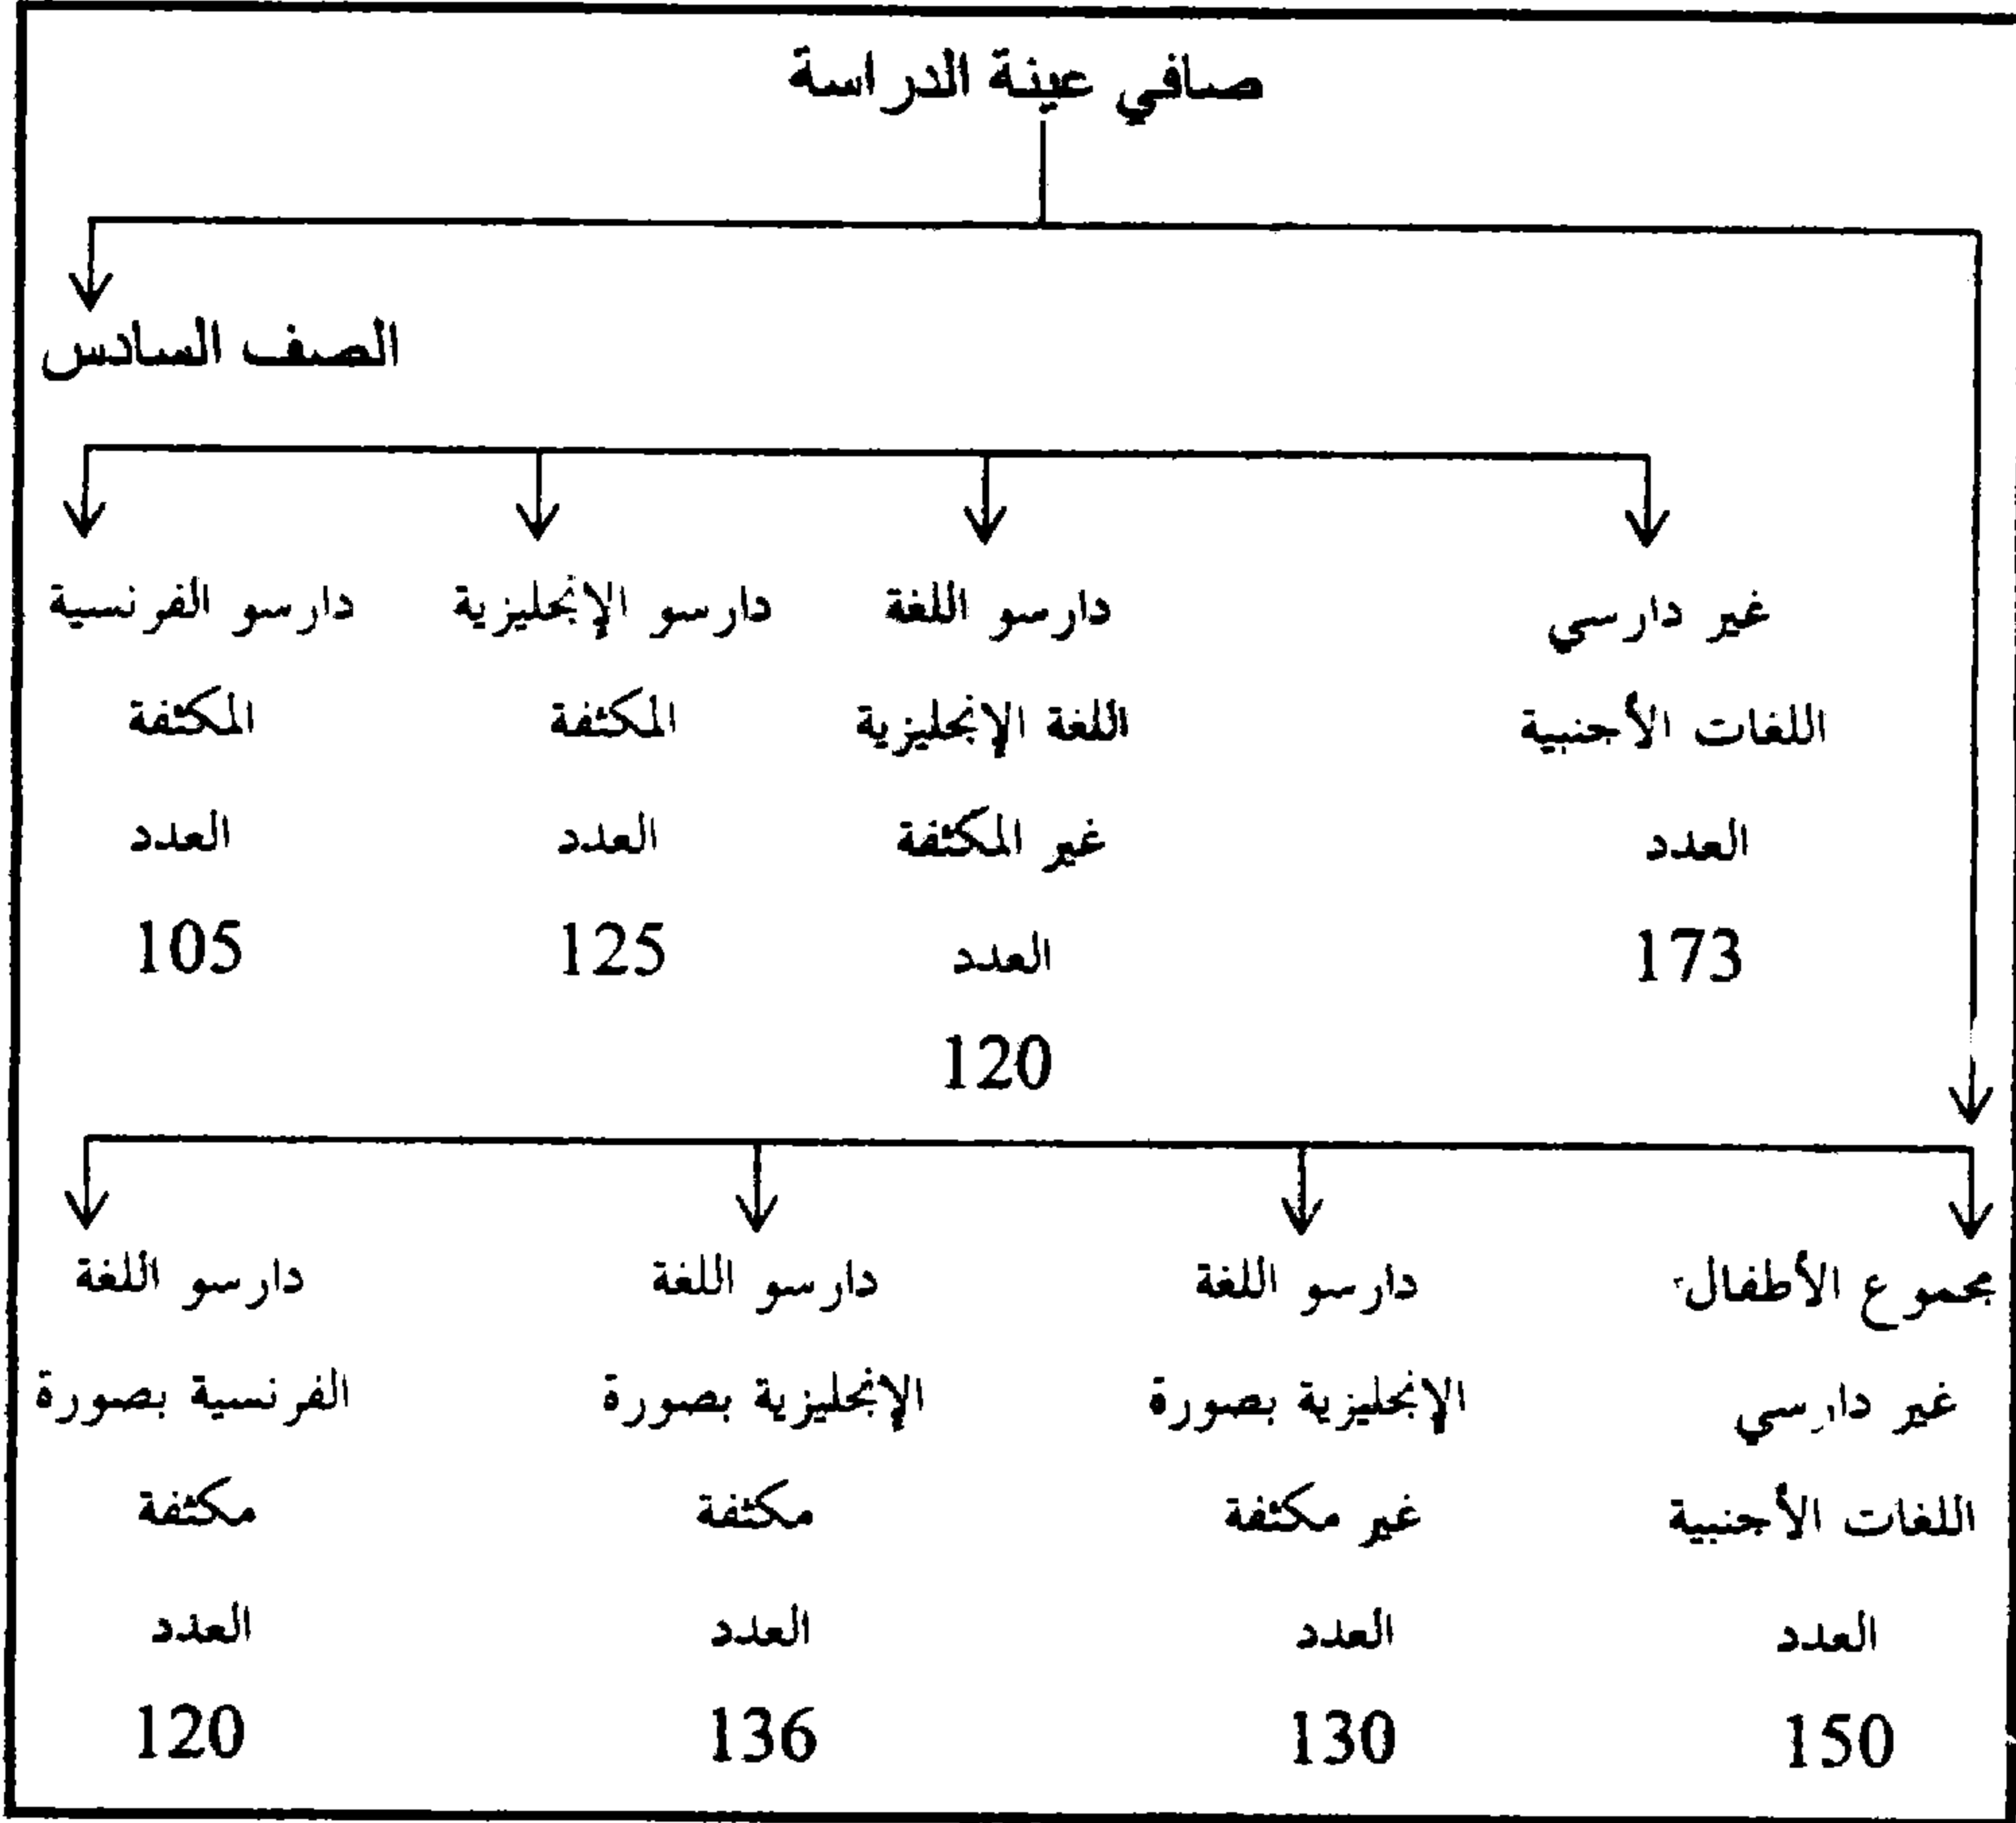 صافي عينة الدراسة
الصف السادس
غير دارسي
اللغات الأجنبية
العدد
173
دارسو اللغة
اللغة الإنجليزية
غير المكثفة
العدد
120
دارسو الإنجليزية
المكثفة
العدد
125
دارسو الفرنسية
المكثفة
العدد
105
مجموع الأطفال
غير دارسي
اللغات الأجنبية
العدد
150
دارسو اللغة
الإنجليزية بصورة
غير مكثفة
العدد
130
دارسو اللغة
الإنجليزية بصورة
مكثفة
العدد
136
دارسو اللغة
الفرنسية بصورة
مكثفة
العدد
120